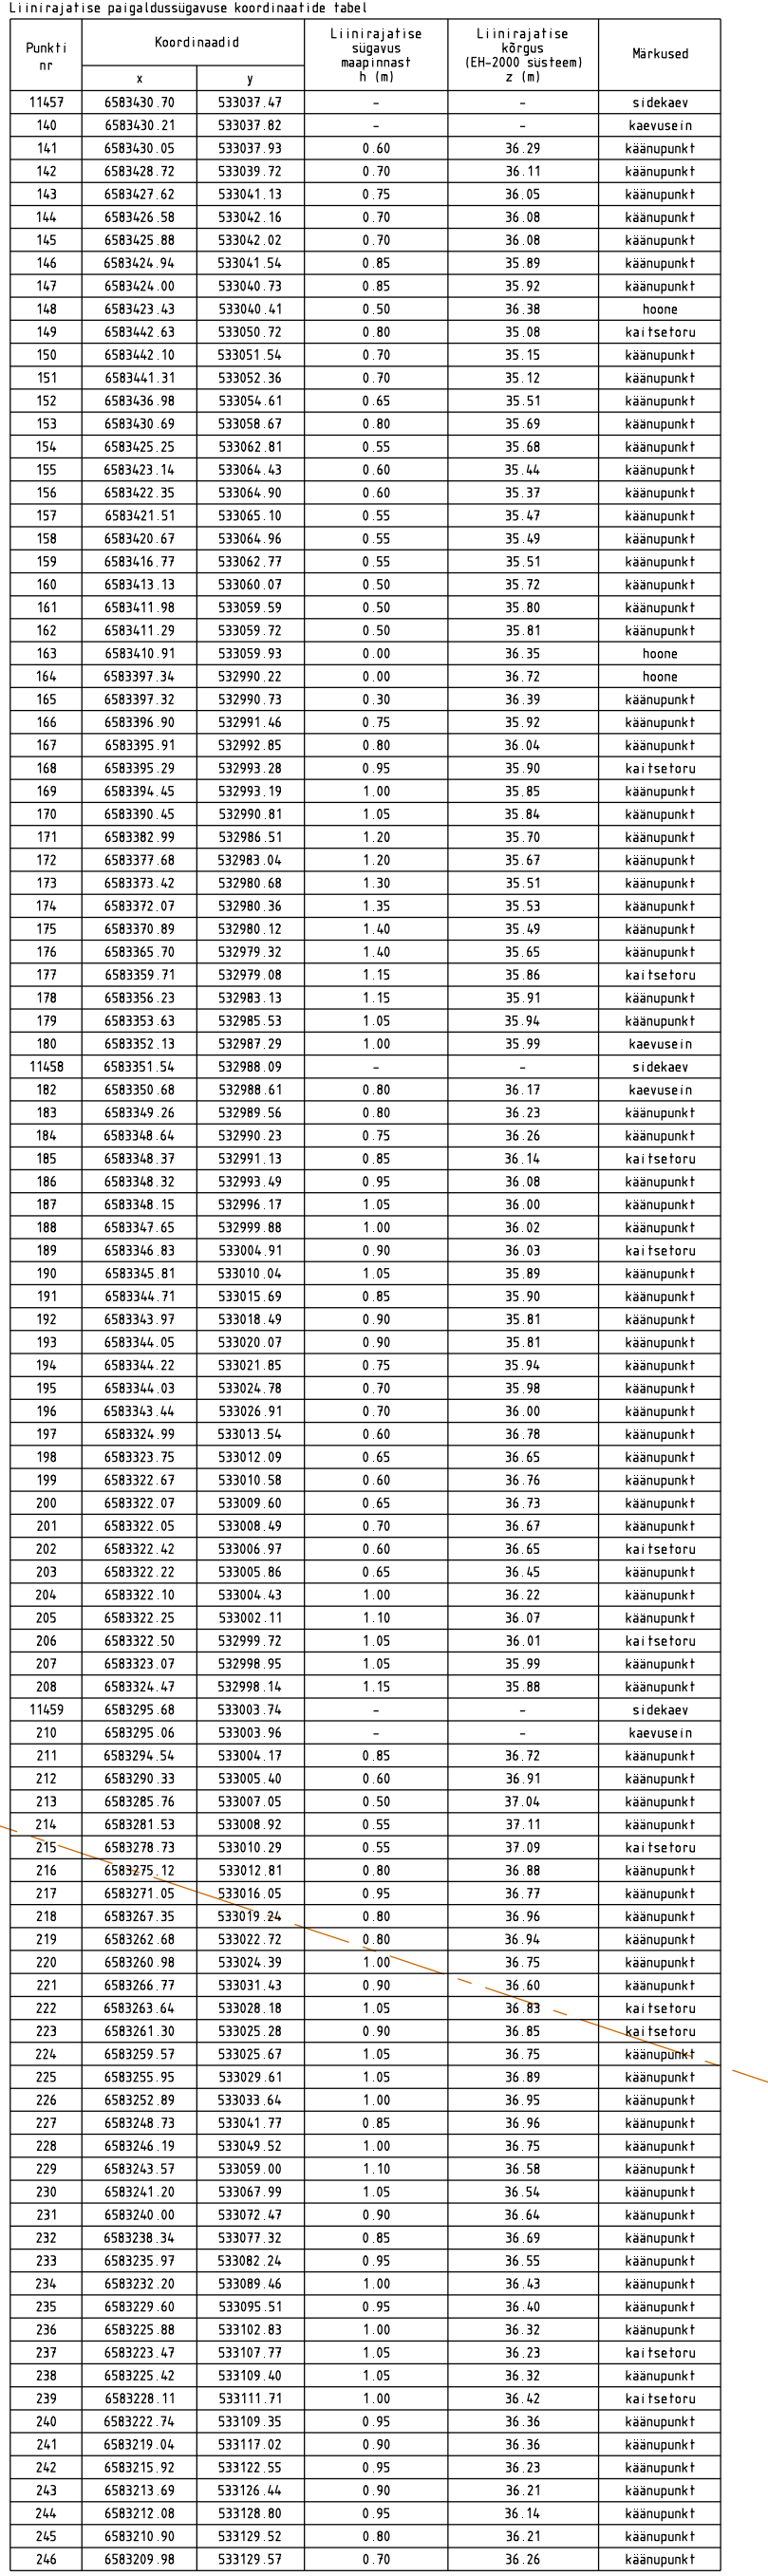 Liinirajatise paigaldussügavuse koordinaatide tabel
Punkti nr | Koordinaadid x | y | Liinirajatise sügavus maapinnast h (m) | Liinirajatise kõrgus (EH-2000 süsteem) z (m) | Märkused
11457 6583430.70 533037.47 - - sidekaev
140 6583430.21 533037.82 - - kaevusein
141 6583430.05 533037.93 0.60 36.29 käänupunkt
142 6583428.72 533039.72 0.70 36.11 käänupunkt
143 6583427.62 533041.13 0.75 36.05 käänupunkt
144 6583426.58 533042.16 0.70 36.08 käänupunkt
145 6583425.88 533042.02 0.70 36.08 käänupunkt
146 6583424.94 533041.54 0.85 35.89 käänupunkt
147 6583424.00 533040.73 0.85 35.92 käänupunkt
148 6583423.43 533040.41 0.50 36.38 hoone
149 6583442.63 533050.72 0.80 35.08 kaitsetoru
150 6583442.10 533051.54 0.70 35.15 käänupunkt
151 6583441.31 533052.36 0.70 35.12 käänupunkt
152 6583436.98 533054.61 0.65 35.51 käänupunkt
153 6583430.69 533058.67 0.80 35.69 käänupunkt
154 6583425.25 533062.81 0.55 35.68 käänupunkt
155 6583423.14 533064.43 0.60 35.44 käänupunkt
156 6583422.35 533064.90 0.60 35.37 käänupunkt
157 6583421.51 533065.10 0.55 35.47 käänupunkt
158 6583420.67 533064.96 0.55 35.49 käänupunkt
159 6583416.77 533062.77 0.55 35.51 käänupunkt
160 6583413.13 533060.07 0.50 35.72 käänupunkt
161 6583411.98 533059.59 0.50 35.80 käänupunkt
162 6583411.29 533059.72 0.50 35.81 käänupunkt
163 6583410.91 533059.93 0.00 36.35 hoone
164 6583397.34 532990.22 0.00 36.72 hoone
165 6583397.32 532990.73 0.30 36.39 käänupunkt
166 6583396.90 532991.46 0.75 35.92 käänupunkt
167 6583395.91 532992.85 0.80 36.04 käänupunkt
168 6583395.29 532993.28 0.95 35.90 kaitsetoru
169 6583394.45 532993.19 1.00 35.85 käänupunkt
170 6583390.45 532990.81 1.05 35.84 käänupunkt
171 6583382.99 532986.51 1.20 35.70 käänupunkt
172 6583377.68 532983.04 1.20 35.67 käänupunkt
173 6583373.42 532980.68 1.30 35.51 käänupunkt
174 6583372.07 532980.36 1.35 35.53 käänupunkt
175 6583370.89 532980.12 1.40 35.49 käänupunkt
176 6583365.70 532979.32 1.40 35.65 käänupunkt
177 6583359.71 532979.08 1.15 35.86 kaitsetoru
178 6583356.23 532983.13 1.15 35.91 käänupunkt
179 6583353.63 532985.53 1.05 35.94 käänupunkt
180 6583352.13 532987.29 1.00 35.99 kaevusein
11458 6583351.54 532988.09 - - sidekaev
182 6583350.68 532988.61 0.80 36.17 kaevusein
183 6583349.26 532989.56 0.80 36.23 käänupunkt
184 6583348.64 532990.23 0.75 36.26 käänupunkt
185 6583348.37 532991.13 0.85 36.14 kaitsetoru
186 6583348.32 532993.49 0.95 36.08 käänupunkt
187 6583348.15 532996.17 1.05 36.00 käänupunkt
188 6583347.65 532999.88 1.00 36.02 käänupunkt
189 6583346.83 533004.91 0.90 36.03 kaitsetoru
190 6583345.81 533010.04 1.05 35.89 käänupunkt
191 6583344.71 533015.69 0.85 35.90 käänupunkt
192 6583343.97 533018.49 0.90 35.81 käänupunkt
193 6583344.05 533020.07 0.90 35.81 käänupunkt
194 6583344.22 533021.85 0.75 35.94 käänupunkt
195 6583344.03 533024.78 0.70 35.98 käänupunkt
196 6583343.44 533026.91 0.70 36.00 käänupunkt
197 6583324.99 533013.54 0.60 36.78 käänupunkt
198 6583323.75 533012.09 0.65 36.65 käänupunkt
199 6583322.67 533010.58 0.60 36.76 käänupunkt
200 6583322.07 533009.60 0.65 36.73 käänupunkt
201 6583322.05 533008.49 0.70 36.67 käänupunkt
202 6583322.42 533006.97 0.60 36.65 kaitsetoru
203 6583322.22 533005.86 0.65 36.45 käänupunkt
204 6583322.10 533004.43 1.00 36.22 käänupunkt
205 6583322.25 533002.11 1.10 36.07 käänupunkt
206 6583322.50 532999.72 1.05 36.01 kaitsetoru
207 6583323.07 532998.95 1.05 35.99 käänupunkt
208 6583324.47 532998.14 1.15 35.88 käänupunkt
11459 6583295.68 533003.74 - - sidekaev
210 6583295.06 533003.96 - - kaevusein
211 6583294.54 533004.17 0.85 36.72 käänupunkt
212 6583290.33 533005.40 0.60 36.91 käänupunkt
213 6583285.76 533007.05 0.50 37.04 käänupunkt
214 6583281.53 533008.92 0.55 37.11 käänupunkt
215 6583278.73 533010.29 0.55 37.09 kaitsetoru
216 6583275.12 533012.81 0.80 36.88 käänupunkt
217 6583271.05 533016.05 0.95 36.77 käänupunkt
218 6583267.35 533019.24 0.80 36.96 käänupunkt
219 6583262.68 533022.72 0.80 36.94 käänupunkt
220 6583260.98 533024.39 1.00 36.75 käänupunkt
221 6583266.77 533031.43 0.90 36.60 käänupunkt
222 6583263.64 533028.18 1.05 36.83 kaitsetoru
223 6583261.30 533025.28 0.90 36.85 kaitsetoru
224 6583259.57 533025.67 1.05 36.75 käänupunkt
225 6583255.95 533029.61 1.05 36.89 käänupunkt
226 6583252.89 533033.64 1.00 36.95 käänupunkt
227 6583248.73 533041.77 0.85 36.96 käänupunkt
228 6583246.19 533049.52 1.00 36.75 käänupunkt
229 6583243.57 533059.00 1.10 36.58 käänupunkt
230 6583241.20 533067.99 1.05 36.54 käänupunkt
231 6583240.00 533072.47 0.90 36.64 käänupunkt
232 6583238.34 533077.32 0.85 36.69 käänupunkt
233 6583235.97 533082.24 0.95 36.55 käänupunkt
234 6583232.20 533089.46 1.00 36.43 käänupunkt
235 6583229.60 533095.51 0.95 36.40 käänupunkt
236 6583225.88 533102.83 1.00 36.32 käänupunkt
237 6583223.47 533107.77 1.05 36.23 kaitsetoru
238 6583225.42 533109.40 1.05 36.32 käänupunkt
239 6583228.11 533111.71 1.00 36.42 kaitsetoru
240 6583222.74 533109.35 0.95 36.36 käänupunkt
241 6583219.04 533117.02 0.90 36.36 käänupunkt
242 6583215.92 533122.55 0.95 36.23 käänupunkt
243 6583213.69 533126.44 0.90 36.21 käänupunkt
244 6583212.08 533128.80 0.95 36.14 käänupunkt
245 6583210.90 533129.52 0.80 36.21 käänupunkt
246 6583209.98 533129.57 0.70 36.26 käänupunkt